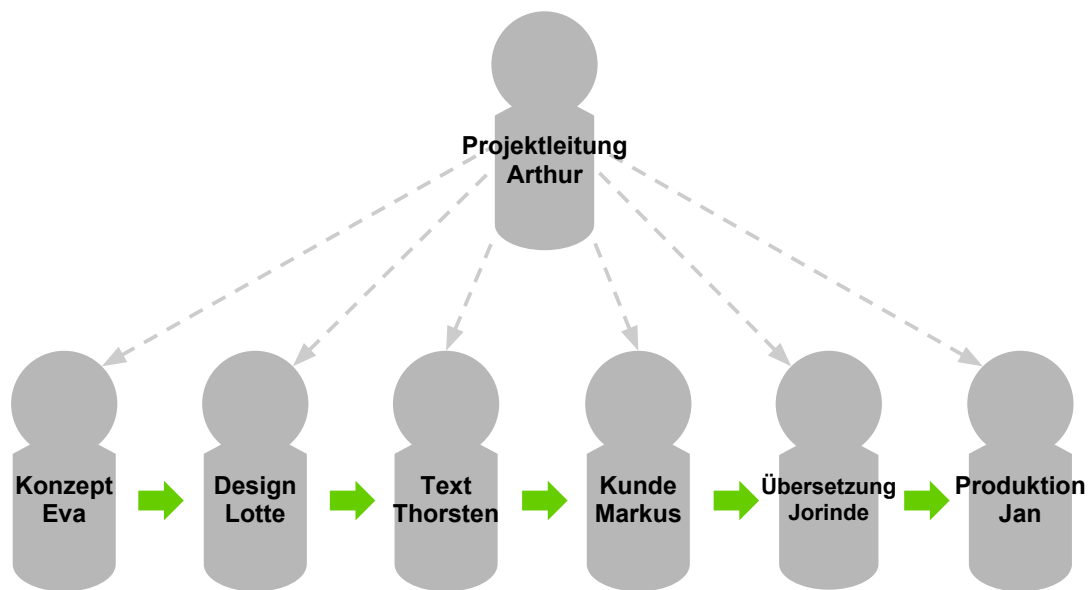 Projektleitung
Arthur
Konzept
Eva
Design
Lotte
Text
Thorsten
Kunde
Markus
Übersetzung
Jorinde
Produktion
Jan